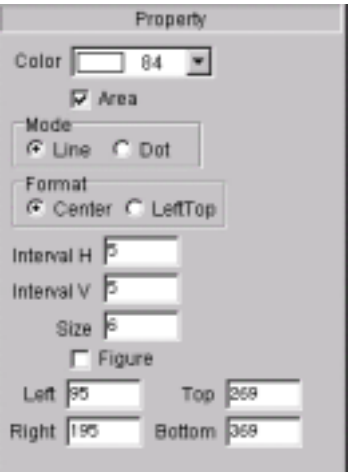 Property
Color 84
Area
Mode
Line Dot
Format
Center LeftTop
Interval H 5
Interval V 5
Size 6
Figure
Left 95 Top 269
Right 195 Bottom 369